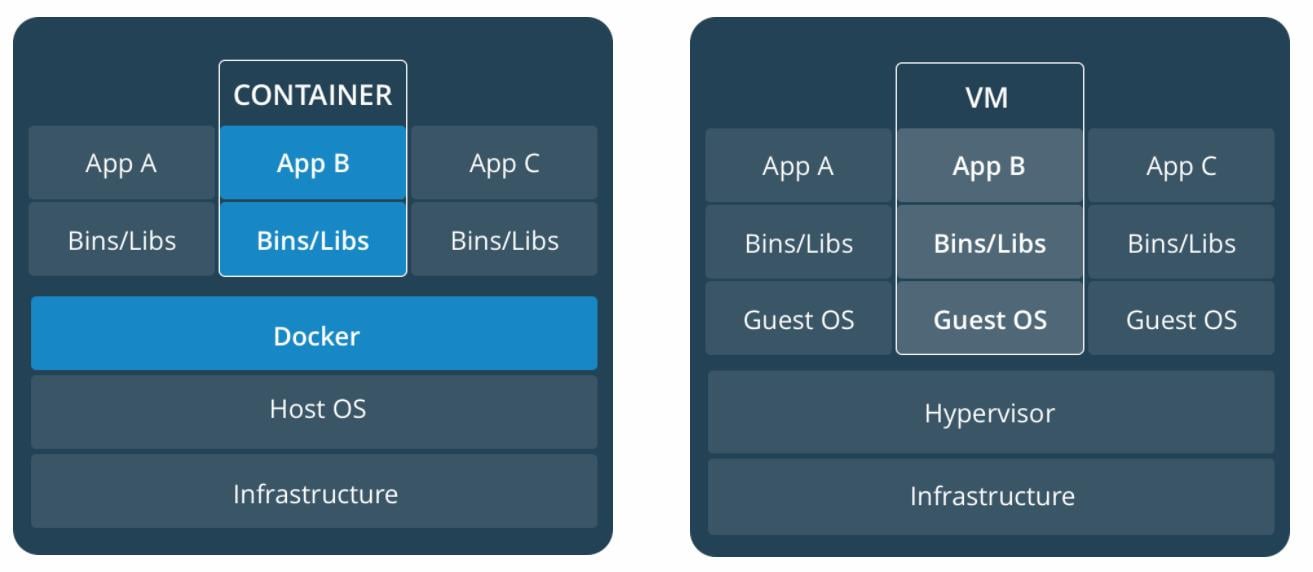 CONTAINER
App A App B App C
Bins/Libs Bins/Libs Bins/Libs
Docker
Host OS
Infrastructure
VM
App A App B App C
Bins/Libs Bins/Libs Bins/Libs
Guest OS Guest OS Guest OS
Hypervisor
Infrastructure